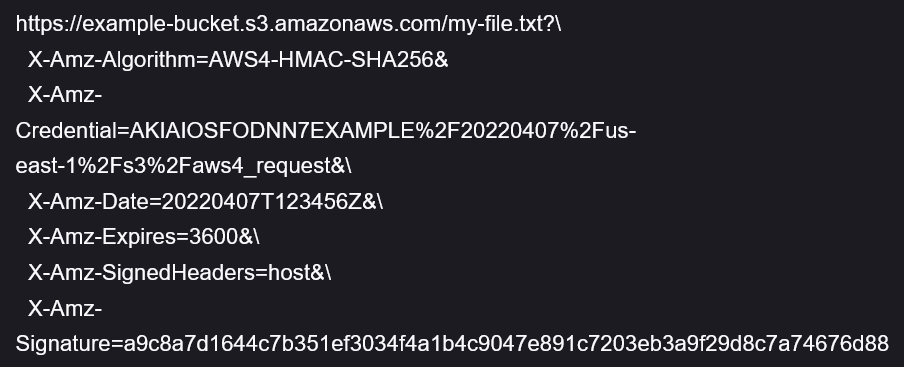 https://example-bucket.s3.amazonaws.com/my-file.txt?\
X-Amz-Algorithm=AWS4-HMAC-SHA256&
X-Amz-
Credential=AKIAIOSFODNN7EXAMPLE%2F20220407%2Fus-
east-1%2Fs3%2Faws4_request&\
X-Amz-Date=20220407T123456Z&\
X-Amz-Expires=3600&\
X-Amz-SignedHeaders=host&\
X-Amz-
Signature=a9c8a7d1644c7b351ef3034f4a1b4c9047e891c7203eb3a9f29d8c7a74676d88